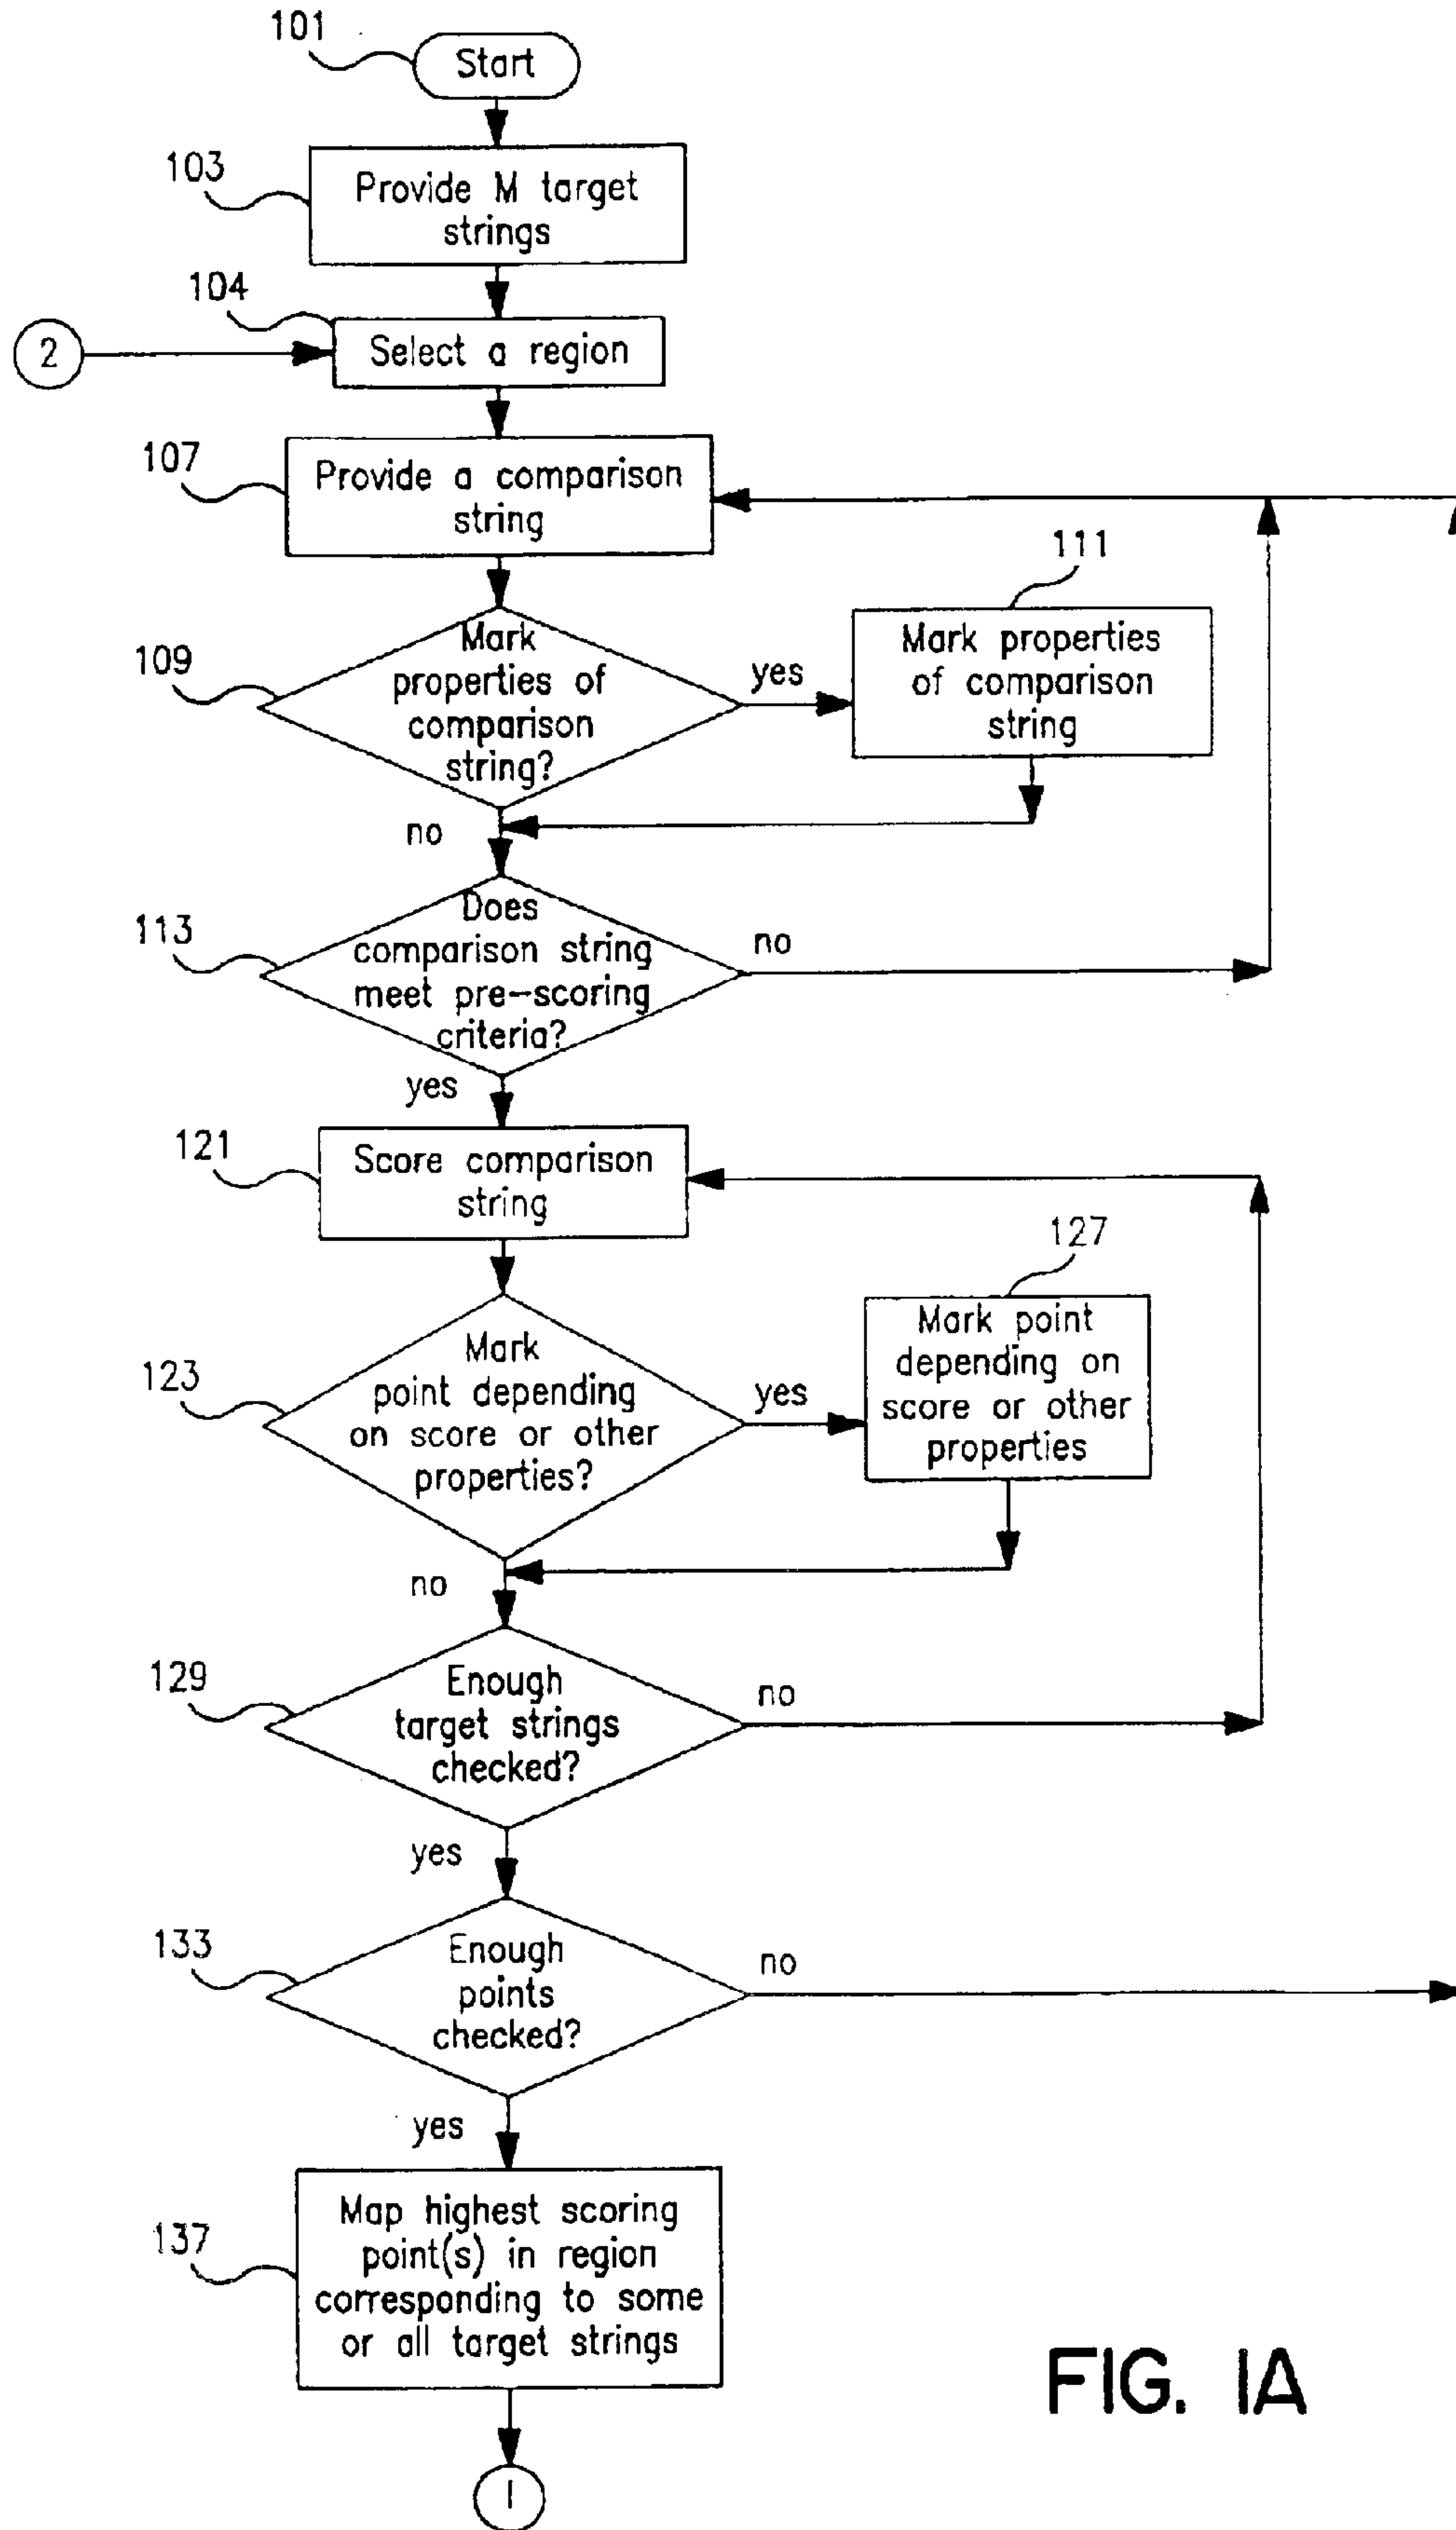 101
Start
103
Provide M target
strings
104
2
Select a region
107
Provide a comparison
string
111
109
Mark
properties of
comparison
string?
yes
Mark properties
of comparison
string
no
113
Does
comparison string
meet pre-scoring
criteria?
no
yes
121
Score comparison
string
127
123
Mark
point depending
on score or other
properties?
yes
Mark point
depending on
score or other
properties
no
129
Enough
target strings
checked?
no
yes
133
Enough
points
checked?
no
yes
137
Map highest scoring
point(s) in region
corresponding to some
or all target strings
FIG. 1A
1